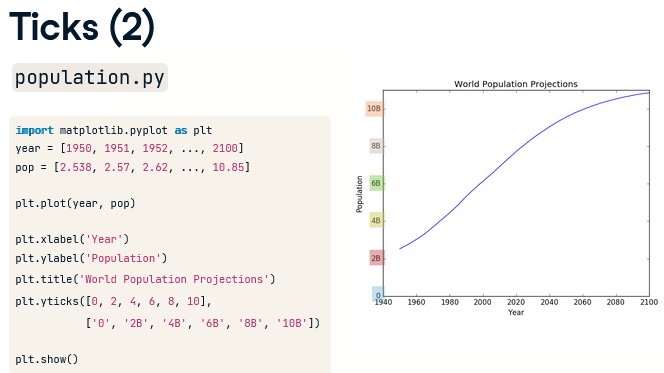 Ticks (2)
population.py
import matplotlib.pyplot as plt
year = [1950, 1951, 1952, ..., 2100]
pop = [2.538, 2.57, 2.62, ..., 10.85]
plt.plot(year, pop)
plt.xlabel('Year')
plt.ylabel('Population')
plt.title('World Population Projections')
plt.yticks([0, 2, 4, 6, 8, 10],
['0', '2B', '4B', '6B', '8B', '10B'])
plt.show()
World Population Projections
Population
10B
8B
6B
4B
2B
0
1940 1960 1980 2000 2020 2040 2060 2080 2100
Year